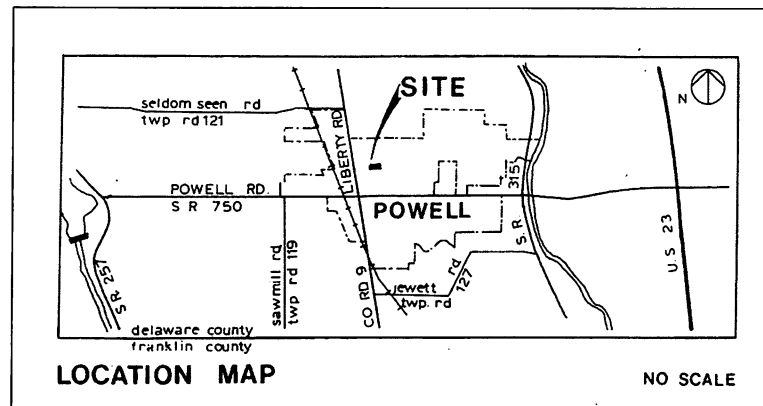 SITE
N
seldom seen rd
twp rd 121
LIBERTY RD
POWELL RD.
S R 750
315
POWELL
S.R
U.S 23
S.R 257
sawmill rd
twp rd 119
CO RD 9
jewett rd
twp. rd 127
delaware county
franklin county
LOCATION MAP
NO SCALE